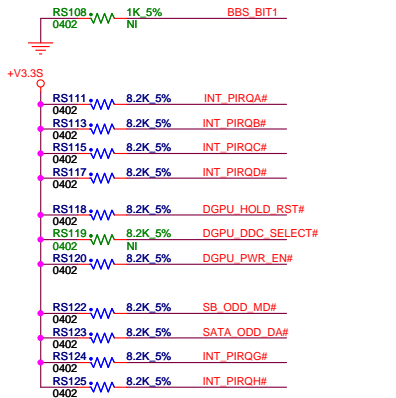 RS108 1K_5% BBS_BIT1
0402 NI
+V3.3S
RS111 8.2K_5% INT_PIRQA#
0402
RS113 8.2K_5% INT_PIRQB#
0402
RS115 8.2K_5% INT_PIRQC#
0402
RS117 8.2K_5% INT_PIRQD#
0402
RS118 8.2K_5% DGPU_HOLD_RST#
0402
RS119 8.2K_5% DGPU_DDC_SELECT#
0402 NI
RS120 8.2K_5% DGPU_PWR_EN#
0402
RS122 8.2K_5% SB_ODD_MD#
0402
RS123 8.2K_5% SATA_ODD_DA#
0402
RS124 8.2K_5% INT_PIRQG#
0402
RS125 8.2K_5% INT_PIRQH#
0402